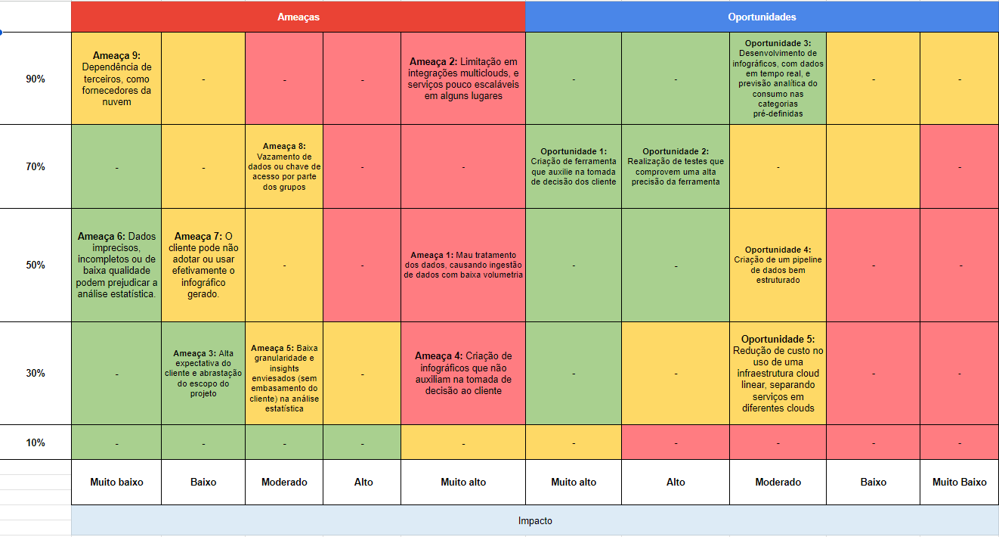 Ameaças
Oportunidades
90%
Ameaça 9:
Dependência de
terceiros, como
fornecedores da
nuvem
-
-
-
Ameaça 2: Limitação em
integrações multiclouds, e
serviços pouco escaláveis
em alguns lugares
-
-
Oportunidade 3:
Desenvolvimento de
infográficos, com dados
em tempo real, e
previsão analítica do
consumo nas
categorias
pré-definidas
-
-
70%
-
-
Ameaça 8:
Vazamento de
dados ou chave de
acesso por parte
dos grupos
-
-
Oportunidade 1:
Criação de ferramenta
que auxilie na tomada
de decisão dos cliente
Oportunidade 2:
Realização de testes que
comprovem uma alta
precisão da ferramenta
-
-
50%
Ameaça 6: Dados
imprecisos,
incompletos ou de
baixa qualidade
podem prejudicar a
análise estatística.
Ameaça 7: O
cliente pode não
adotar ou usar
efetivamente o
infográfico
gerado.
-
-
Ameaça 1: Mau tratamento
dos dados, causando ingestão
de dados com baixa volumetria
-
-
Oportunidade 4:
Criação de um pipeline
de dados bem
estruturado
-
-
30%
-
Ameaça 3: Alta
expectativa do
cliente e abrastação
do escopo do
projeto
Ameaça 5: Baixa
granularidade e
insights
enviesados (sem
embasamento do
cliente) na análise
estatística
-
Ameaça 4: Criação de
infográficos que não
auxiliam na tomada de
decisão ao cliente
-
-
Oportunidade 5:
Redução de custo no
uso de uma
infraestrutura cloud
linear, separando
serviços em
diferentes clouds
-
-
10%
-
-
-
-
-
-
-
-
-
-
Muito baixo
Baixo
Moderado
Alto
Muito alto
Muito alto
Alto
Moderado
Baixo
Muito Baixo
Impacto